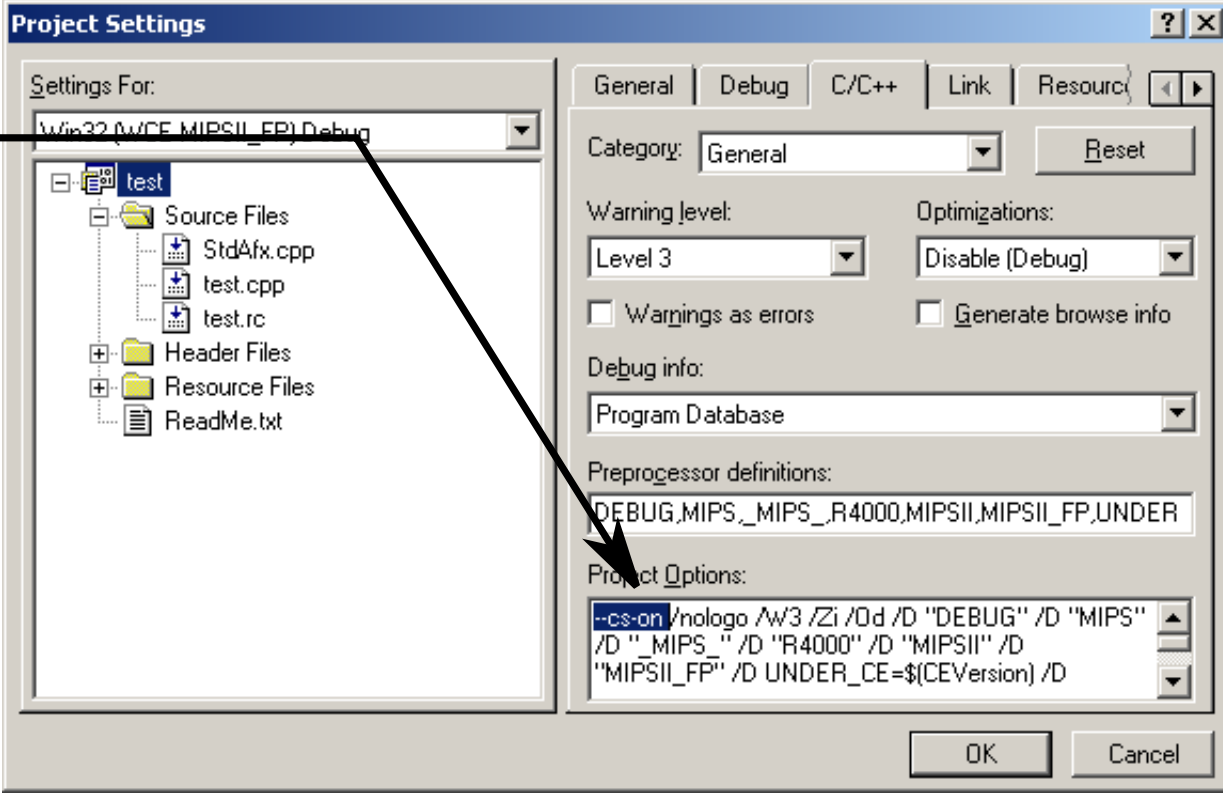 Project Settings
Settings For:
Win32 (WCE MIPSII_FP) Debug
test
Source Files
StdAfx.cpp
test.cpp
test.rc
Header Files
Resource Files
ReadMe.txt
General Debug C/C++ Link Resourc
Category: General Reset
Warning level: Optimizations:
Level 3 Disable (Debug)
Warnings as errors Generate browse info
Debug info:
Program Database
Preprocessor definitions:
DEBUG,MIPS,_MIPS_,R4000,MIPSII,MIPSII_FP,UNDER
Project Options:
--cs-on /nologo /W3 /Zi /Od /D "DEBUG" /D "MIPS"
/D "_MIPS_" /D "R4000" /D "MIPSII" /D
"MIPSII_FP" /D UNDER_CE=$(CEVersion) /D
OK Cancel